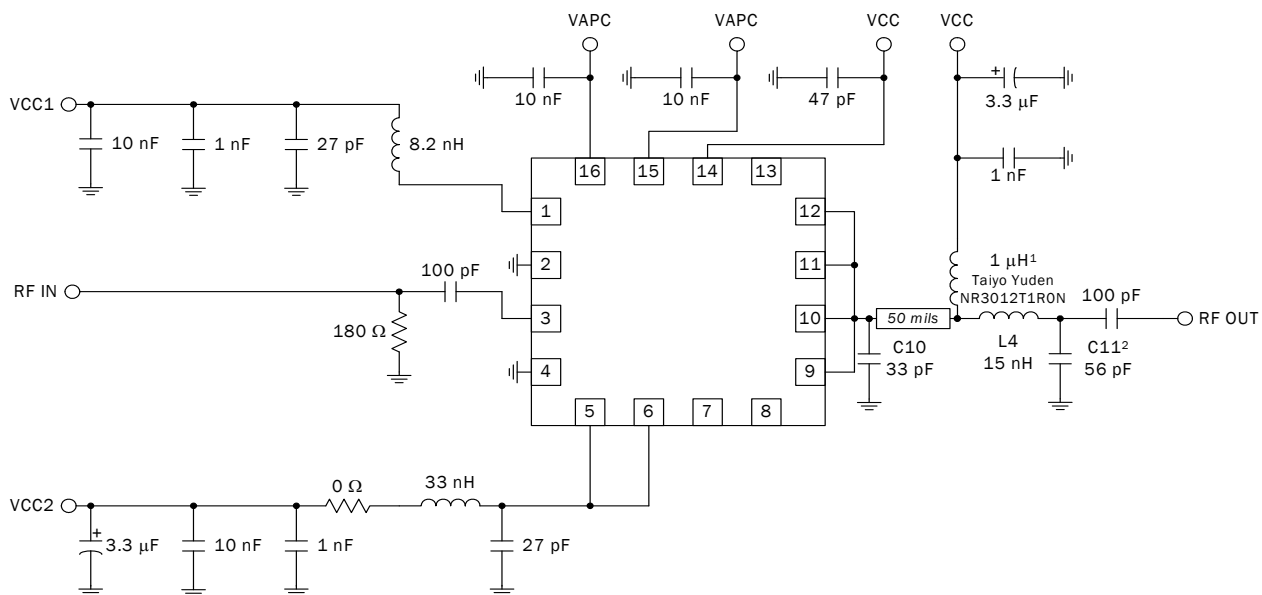 VAPC
VAPC
VCC
VCC
10 nF
10 nF
47 pF
+
3.3 µF
1 nF
VCC1
10 nF
1 nF
27 pF
8.2 nH
16
15
14
13
1
2
3
4
12
11
10
9
5
6
7
8
RF IN
100 pF
180 Ω
1 µH¹
Taiyo Yuden
NR3012T1R0N
50 mils
C10
33 pF
L4
15 nH
C11²
56 pF
100 pF
RF OUT
VCC2
+
3.3 µF
10 nF
1 nF
0 Ω
33 nH
27 pF